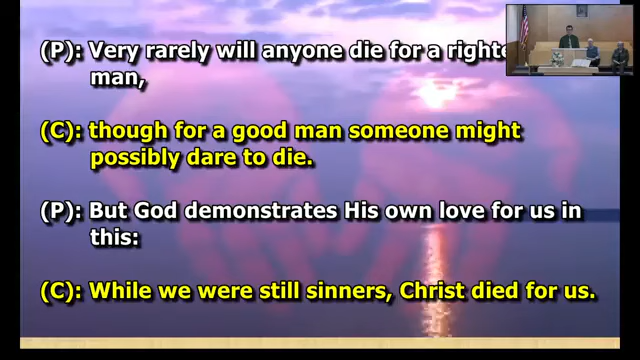 (P): Very rarely will anyone die for a
man,
(C): though for a good man someone might
possibly dare to die.
(P): But God demonstrates His own love for us in
this:
(C): While we were still sinners, Christ died for us.